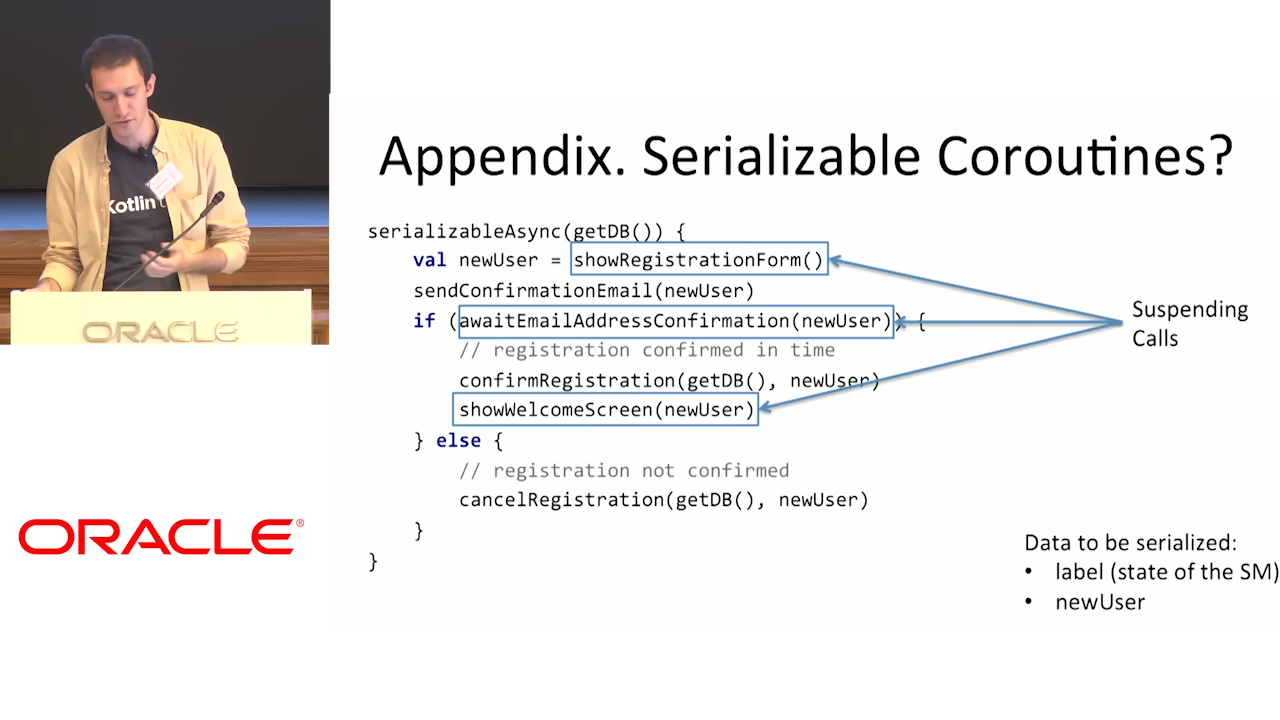 Kotlin
ORACLE
ORACLE®
Appendix. Serializable Coroutines?
serializableAsync(getDB()) {
val newUser = showRegistrationForm()
sendConfirmationEmail(newUser)
if (awaitEmailAddressConfirmation(newUser)) {
// registration confirmed in time
confirmRegistration(getDB(), newUser)
showWelcomeScreen(newUser)
} else {
// registration not confirmed
cancelRegistration(getDB(), newUser)
}
}
Suspending
Calls
Data to be serialized:
• label (state of the SM)
• newUser